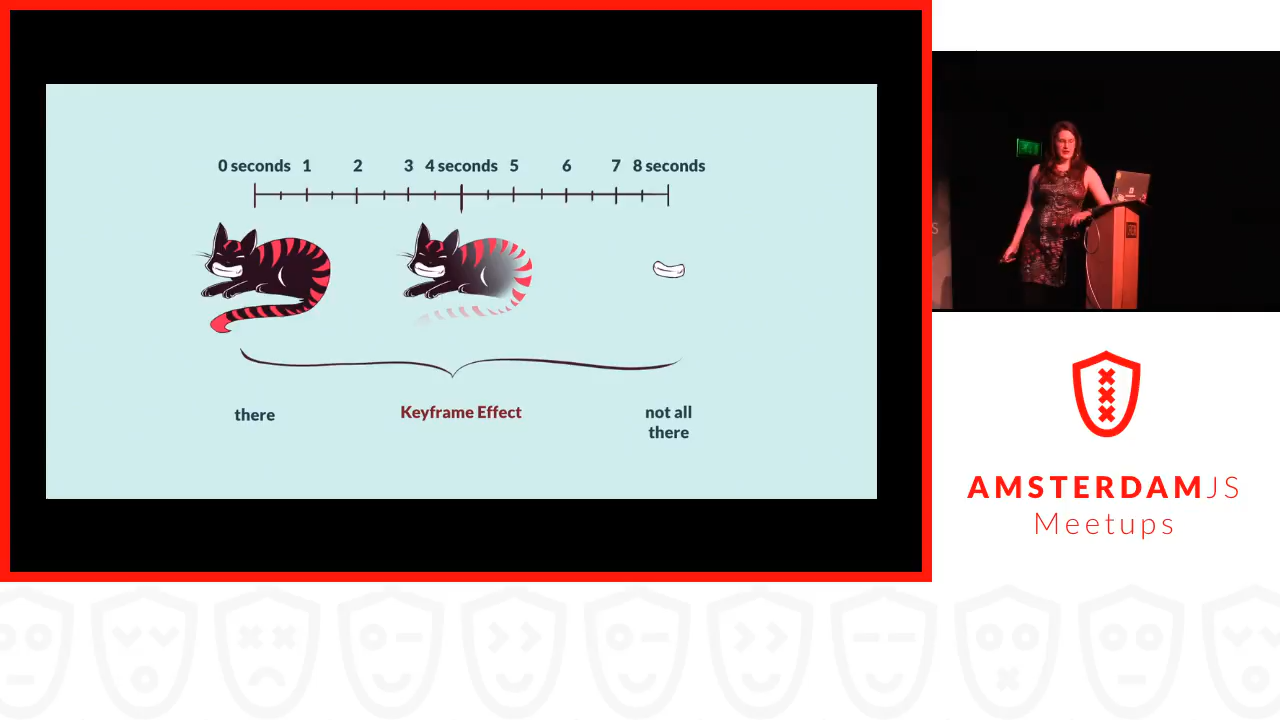 0 seconds 1 2 3 4 seconds 5 6 7 8 seconds
there
Keyframe Effect
not all
there
AMSTERDAMJS
Meetups